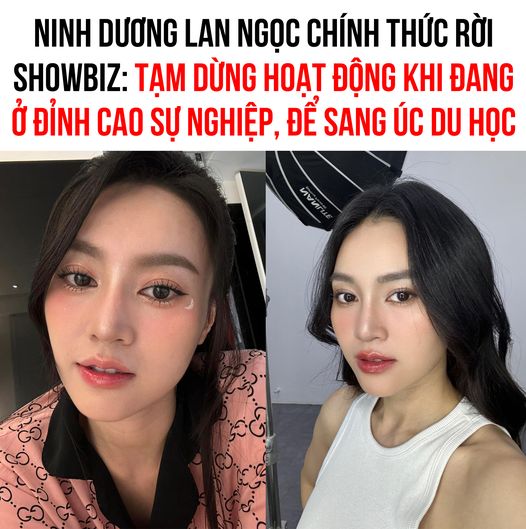 NINH DƯƠNG LAN NGỌC CHÍNH THỨC RỜI
SHOWBIZ: TẠM DỪNG HOẠT ĐỘNG KHI ĐANG
Ở ĐỈNH CAO SỰ NGHIỆP, ĐỂ SANG ÚC DU HỌC